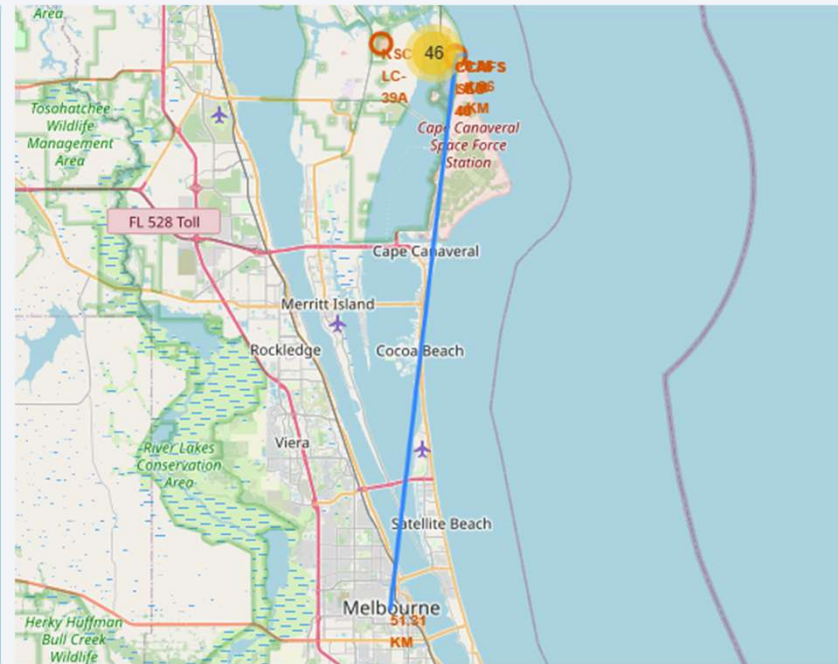 Area
46
KSC
LC-
39A
KM
Tosohatchee
Wildlife
Management
Area
Cape Canaveral
Space Force
Station
FL 528 Toll
Cape Canaveral
Merritt Island
Rockledge
Cocoa Beach
Viera
River Lakes
Conservation
Area
Satellite Beach
Melbourne
51.21
KM
Herky Huffman
Bull Creek
Wildlife